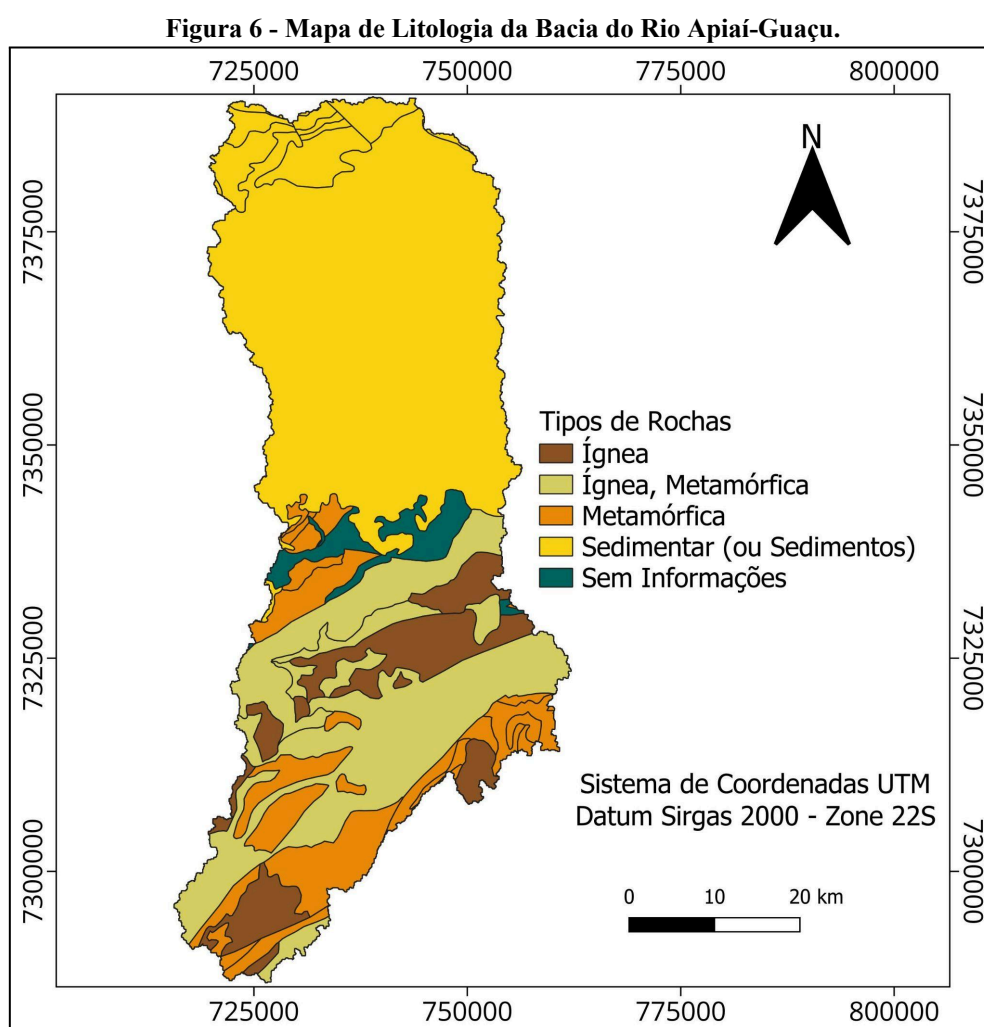 Figura 6 - Mapa de Litologia da Bacia do Rio Apiaí-Guaçu.
725000 750000 775000 800000
N
7375000 7375000
7350000 7350000
Tipos de Rochas
Ígnea
Ígnea, Metamórfica
Metamórfica
Sedimentar (ou Sedimentos)
Sem Informações
7325000 7325000
Sistema de Coordenadas UTM
Datum Sirgas 2000 - Zone 22S
7300000 7300000
0 10 20 km
725000 750000 775000 800000